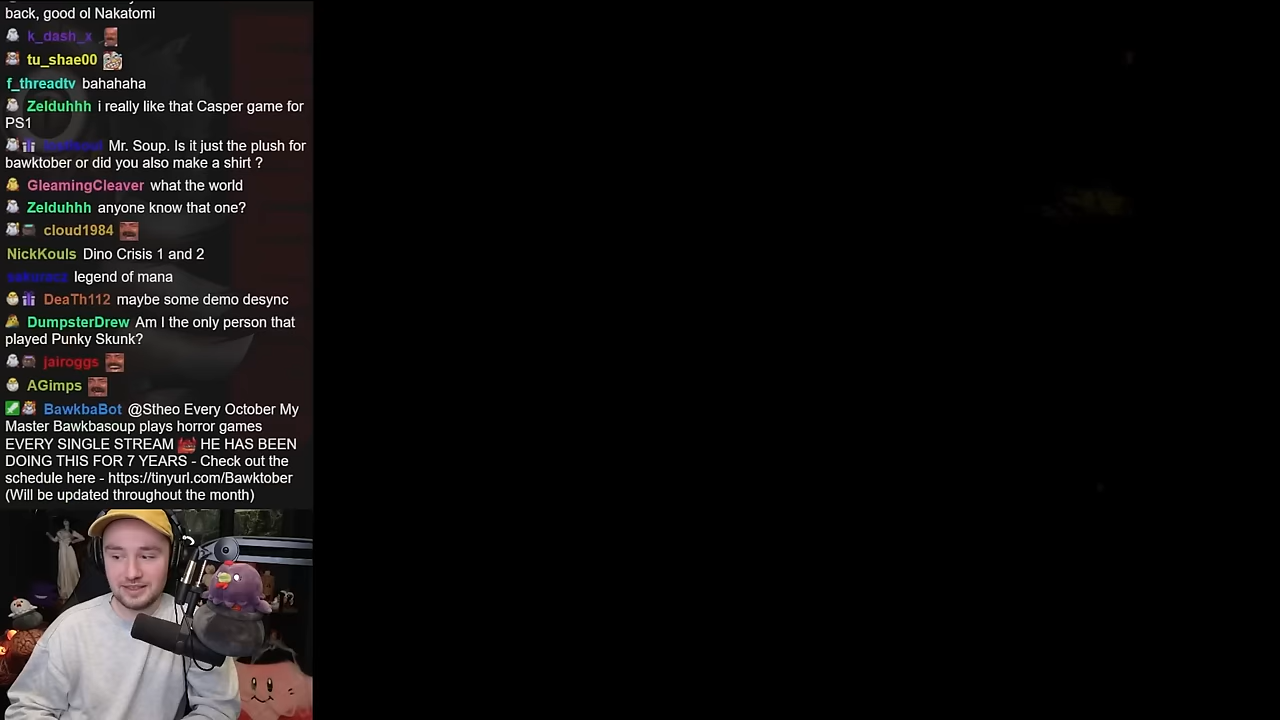 back, good ol Nakatomi
k_dash_x
tu_shae00
f_threadtv bahahaha
Zelduhhh i really like that Casper game for
PS1
Mr. Soup. Is it just the plush for
bawktober or did you also make a shirt ?
GleamingCleaver what the world
Zelduhhh anyone know that one?
cloud1984
NickKouls Dino Crisis 1 and 2
legend of mana
DeaTh112 maybe some demo desync
DumpsterDrew Am I the only person that
played Punky Skunk?
jairoggs
AGimps
BawkbaBot @Stheo Every October My
Master Bawkbasoup plays horror games
EVERY SINGLE STREAM HE HAS BEEN
DOING THIS FOR 7 YEARS - Check out the
schedule here - https://tinyurl.com/Bawktober
(Will be updated throughout the month)